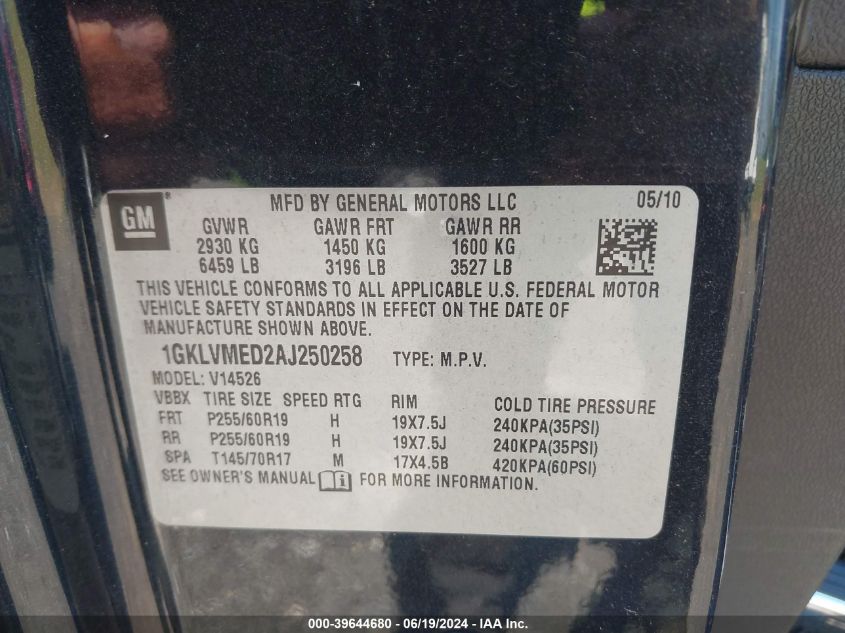 GM ® MFD BY GENERAL MOTORS LLC 05/10
GVWR GAWR FRT GAWR RR
2930 KG 1450 KG 1600 KG
6459 LB 3196 LB 3527 LB
THIS VEHICLE CONFORMS TO ALL APPLICABLE U.S. FEDERAL MOTOR
VEHICLE SAFETY STANDARDS IN EFFECT ON THE DATE OF
MANUFACTURE SHOWN ABOVE.
1GKLVMED2AJ250258 TYPE: M.P.V.
MODEL: V14526
VBBX TIRE SIZE SPEED RTG RIM COLD TIRE PRESSURE
FRT P255/60R19 H 19X7.5J 240KPA(35PSI)
RR P255/60R19 H 19X7.5J 240KPA(35PSI)
SPA T145/70R17 M 17X4.5B 420KPA(60PSI)
SEE OWNER'S MANUAL i FOR MORE INFORMATION.
000-39644680 / 06/19/2024 / IAA Inc.